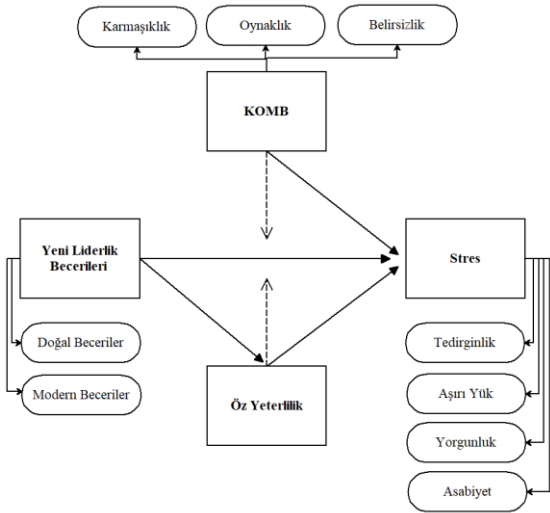 Karmaşıklık
Oynaklık
Belirsizlik
KOMB
Yeni Liderlik
Becerileri
Stres
Doğal Beceriler
Modern Beceriler
Öz Yeterlilik
Tedirginlik
Aşırı Yük
Yorgunluk
Asabiyet